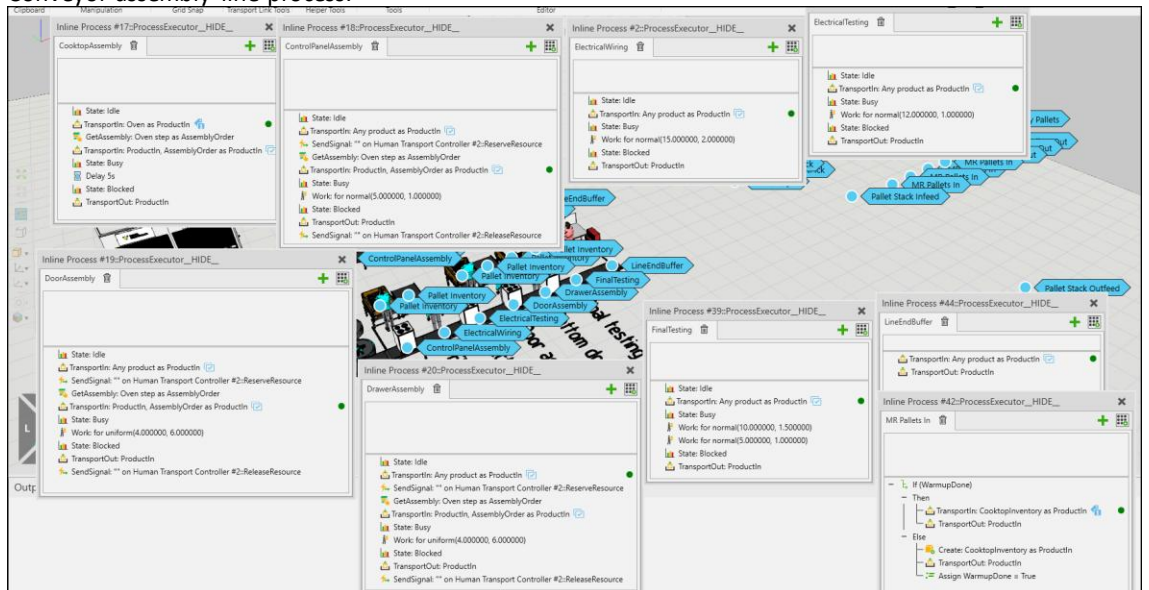 Conveyor assembly line process:
Clipboard Manipulation Grid Snap Transport Link Tools Helper Tools Tools Editor
Inline Process #17::ProcessExecutor__HIDE__
CooktopAssembly
State: Idle
TransportIn: Oven as ProductIn
GetAssembly: Oven step as AssemblyOrder
TransportIn: ProductIn, AssemblyOrder as ProductIn
State: Busy
Delay 5s
State: Blocked
TransportOut: ProductIn
Inline Process #18::ProcessExecutor__HIDE__
ControlPanelAssembly
State: Idle
TransportIn: Any product as ProductIn
SendSignal: "" on Human Transport Controller #2::ReserveResource
GetAssembly: Oven step as AssemblyOrder
TransportIn: ProductIn, AssemblyOrder as ProductIn
State: Busy
Work: for normal(5.000000, 1.000000)
State: Blocked
TransportOut: ProductIn
SendSignal: "" on Human Transport Controller #2::ReleaseResource
Inline Process #2::ProcessExecutor__HIDE__
ElectricalWiring
State: Idle
TransportIn: Any product as ProductIn
State: Busy
Work: for normal(15.000000, 2.000000)
State: Blocked
TransportOut: ProductIn
ElectricalTesting
State: Idle
TransportIn: Any product as ProductIn
State: Busy
Work: for normal(12.000000, 1.000000)
State: Blocked
TransportOut: ProductIn
Pallets
MR Pallets In
MR Pallets In
MR Pallets In
Pallet Stack Infeed
Pallet Stack Outfeed
EndBuffer
ControlPanelAssembly
Pallet Inventory
Pallet Inventory
Pallet Inventory
LineEndBuffer
FinalTesting
DrawerAssembly
Pallet Inventory
Pallet Inventory
DoorAssembly
ElectricalTesting
ElectricalWiring
ControlPanelAssembly
Inline Process #19::ProcessExecutor__HIDE__
DoorAssembly
State: Idle
TransportIn: Any product as ProductIn
SendSignal: "" on Human Transport Controller #2::ReserveResource
GetAssembly: Oven step as AssemblyOrder
TransportIn: ProductIn, AssemblyOrder as ProductIn
State: Busy
Work: for uniform(4.000000, 6.000000)
State: Blocked
TransportOut: ProductIn
SendSignal: "" on Human Transport Controller #2::ReleaseResource
Outp
L
Inline Process #20::ProcessExecutor__HIDE__
DrawerAssembly
State: Idle
TransportIn: Any product as ProductIn
SendSignal: "" on Human Transport Controller #2::ReserveResource
GetAssembly: Oven step as AssemblyOrder
TransportIn: ProductIn, AssemblyOrder as ProductIn
State: Busy
Work: for uniform(4.000000, 6.000000)
State: Blocked
TransportOut: ProductIn
SendSignal: "" on Human Transport Controller #2::ReleaseResource
Inline Process #39::ProcessExecutor__HIDE__
FinalTesting
State: Idle
TransportIn: Any product as ProductIn
State: Busy
Work: for normal(10.000000, 1.500000)
Work: for normal(5.000000, 1.000000)
State: Blocked
TransportOut: ProductIn
Inline Process #44::ProcessExecutor__HIDE__
LineEndBuffer
TransportIn: Any product as ProductIn
TransportOut: ProductIn
Inline Process #42::ProcessExecutor__HIDE__
MR Pallets In
If (WarmupDone)
Then
TransportIn: CooktopInventory as ProductIn
TransportOut: ProductIn
Else
Create: CooktopInventory as ProductIn
TransportOut: ProductIn
Assign WarmupDone = True